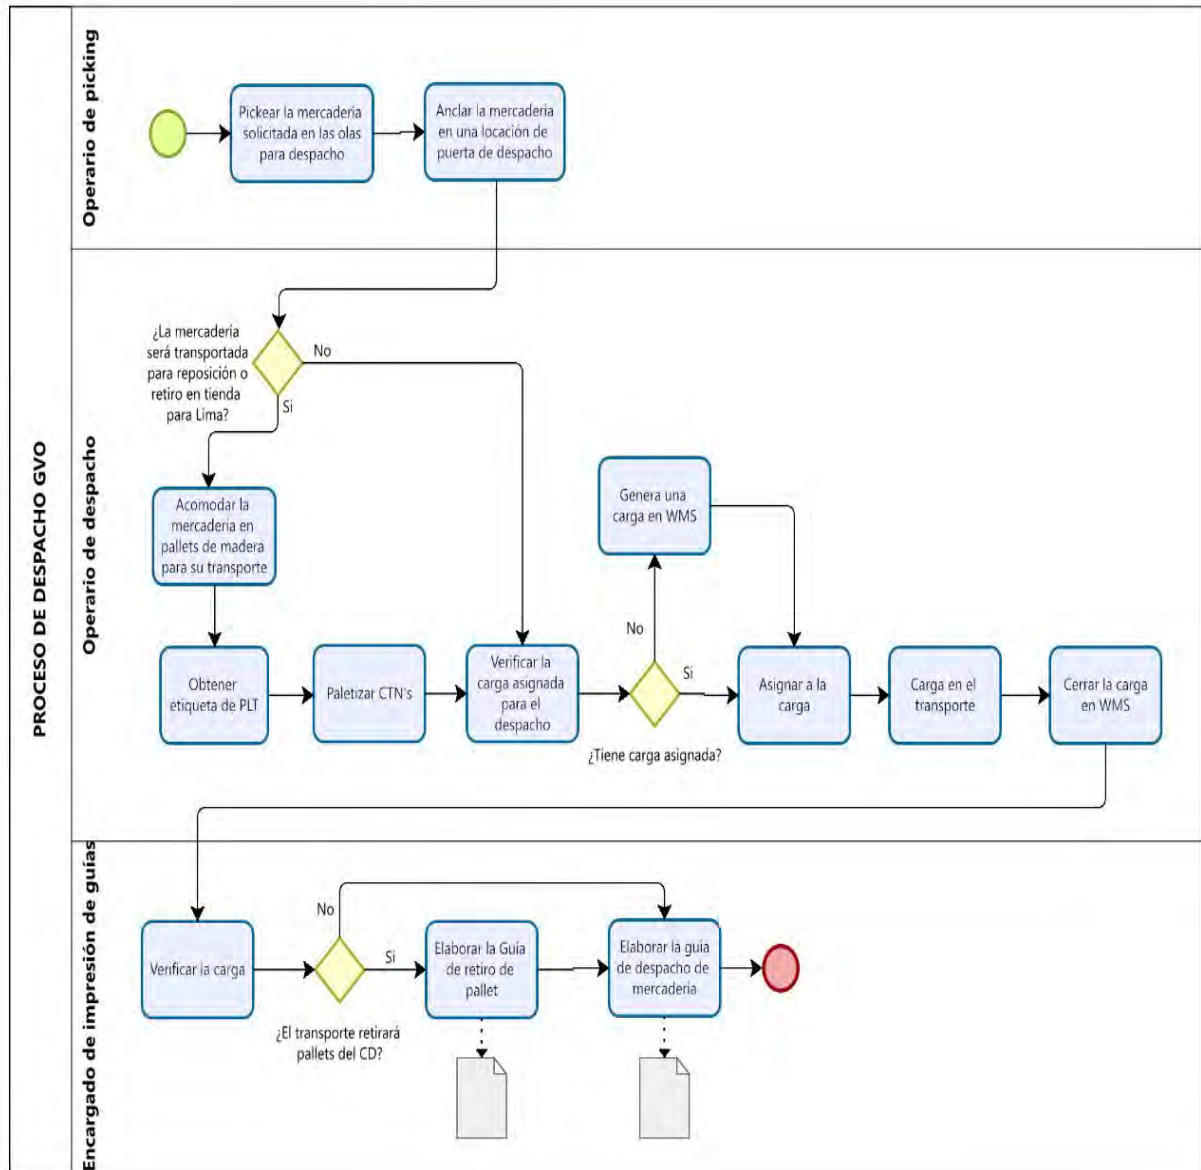 PROCESO DE DESPACHO GVO
Operario de picking
Pickear la mercadería
solicitada en las olas
para despacho
Anclar la mercadería
en una locación de
puerta de despacho
Operario de despacho
¿La mercadería
será transportada
para reposición o
retiro en tienda
para Lima?
No
Si
Acomodar la
mercadería en
pallets de madera
para su transporte
Obtener
etiqueta de PLT
Paletizar CTN's
Verificar la
carga asignada
para el
despacho
¿Tiene carga asignada?
No
Si
Genera una
carga en WMS
Asignar a la
carga
Carga en el
transporte
Cerrar la carga
en WMS
Encargado de impresión de guías
Verificar la carga
¿El transporte retirará
pallets del CD?
No
Si
Elaborar la Guía
de retiro de
pallet
Elaborar la guía
de despacho de
mercadería